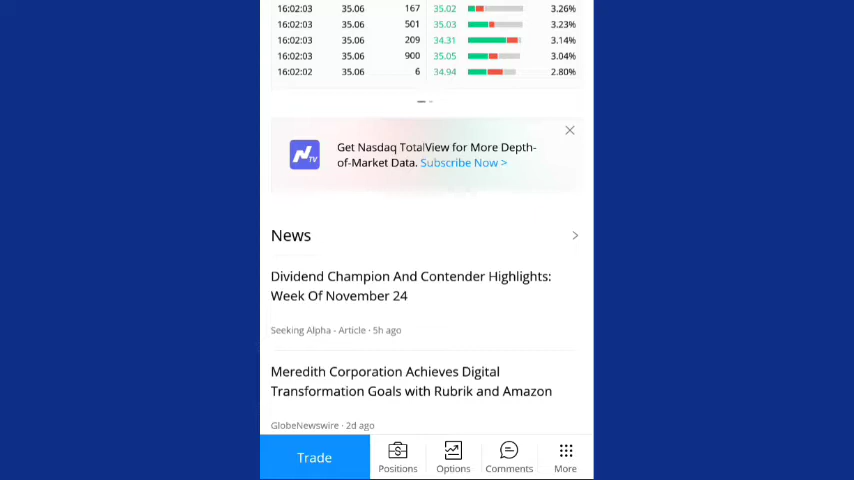 16:02:03 35.06 167 35.02 3.26%
16:02:03 35.06 501 35.03 3.23%
16:02:03 35.06 209 34.31 3.14%
16:02:03 35.06 900 35.05 3.04%
16:02:02 35.06 6 34.94 2.80%
Get Nasdaq TotalView for More Depth-
of-Market Data. Subscribe Now >
N TV
News
Dividend Champion And Contender Highlights:
Week Of November 24
Seeking Alpha - Article · 5h ago
Meredith Corporation Achieves Digital
Transformation Goals with Rubrik and Amazon
GlobeNewswire · 2d ago
Trade Positions Options Comments More